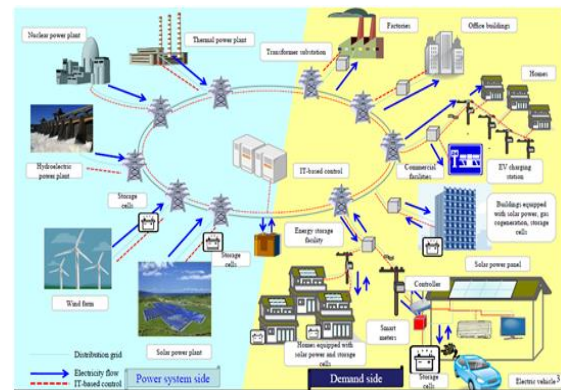 Nuclear power plant
Thermal power plant
Factories
Office buildings
Transformer substation
Homes
Hydroelectric
power plant
IT-based control
Commercial
facilities
EV charging
station
Storage
cells
Storage
cells
Energy storage
facility
Buildings equipped
with solar power, gas
cogeneration, storage
cells
Wind farm
Solar power plant
Solar power panel
Controller
Smart
meters
Homes equipped with
solar power and storage
cells
Distribution grid
Electricity flow
IT-based control
Power system side
Demand side
Storage
cells
Electric vehicle
3